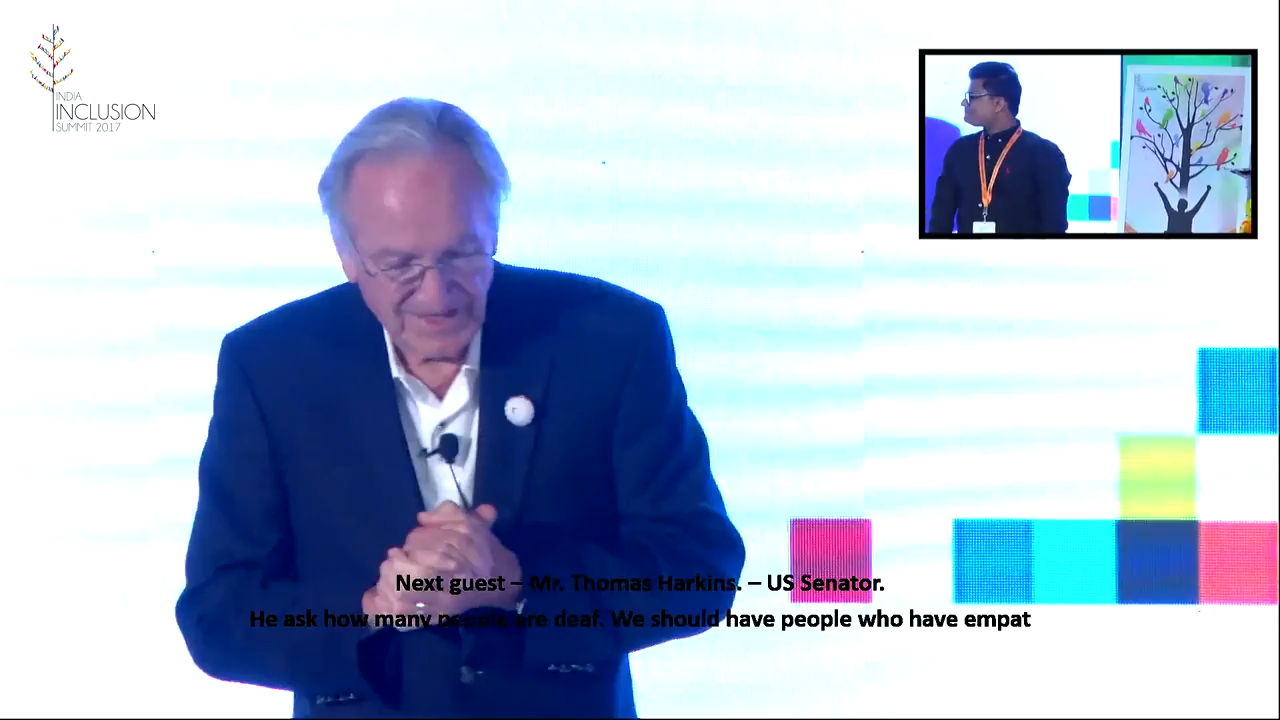 INDIA
INCLUSION
SUMMIT 2017
Next guest – Mr. Thomas Harkins. – US Senator.
He ask how many people are deaf. We should have people who have empat